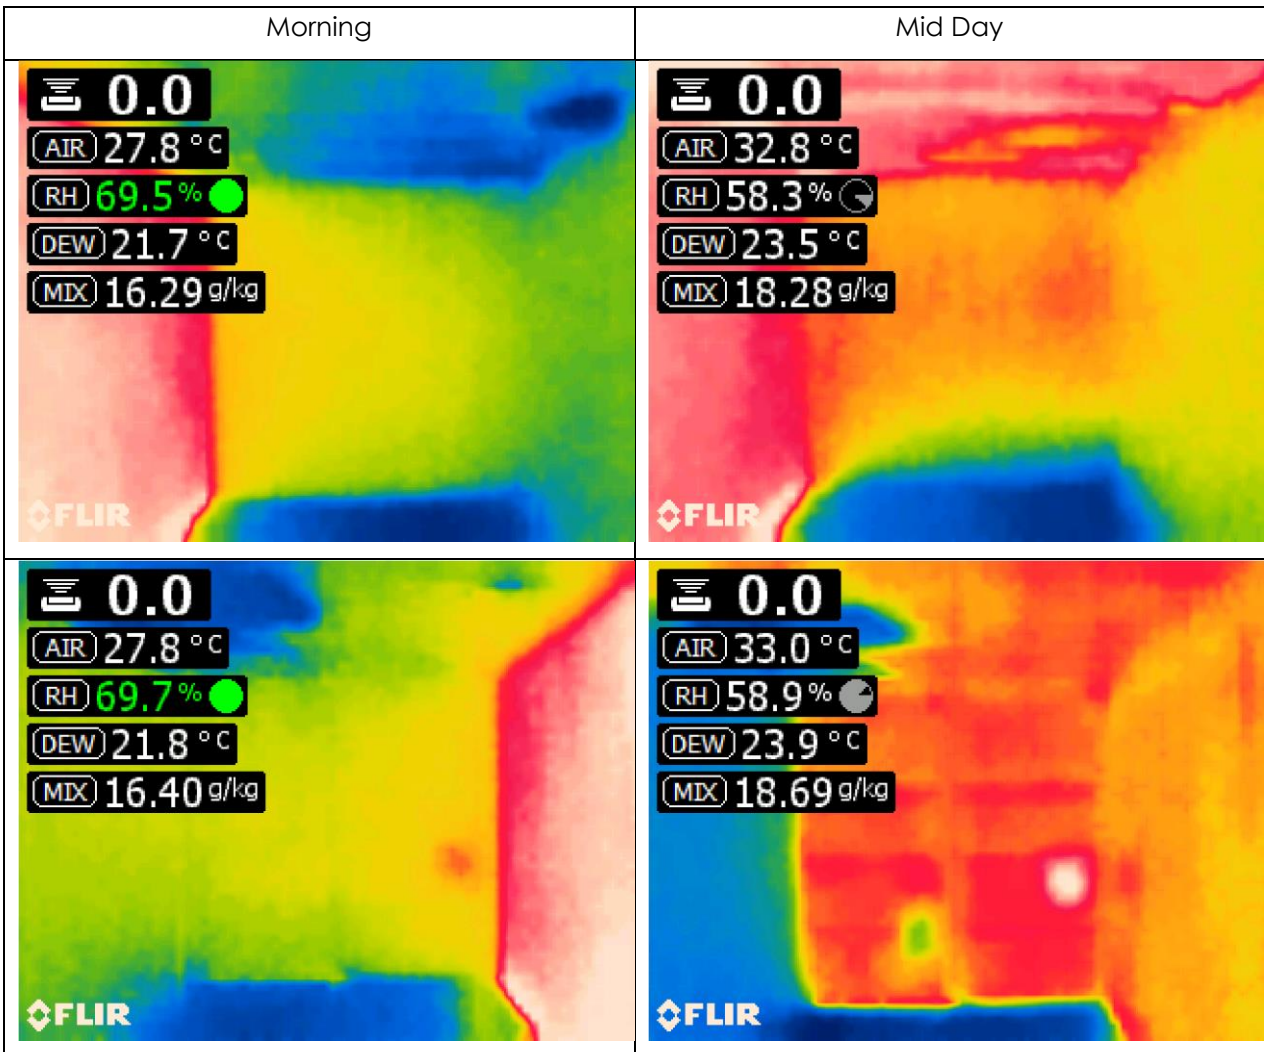 Morning
Mid Day
0.0
AIR 27.8 °C
RH 69.5%
DEW 21.7 °C
MIX 16.29 g/kg
FLIR
0.0
AIR 32.8 °C
RH 58.3%
DEW 23.5 °C
MIX 18.28 g/kg
FLIR
0.0
AIR 27.8 °C
RH 69.7%
DEW 21.8 °C
MIX 16.40 g/kg
FLIR
0.0
AIR 33.0 °C
RH 58.9%
DEW 23.9 °C
MIX 18.69 g/kg
FLIR